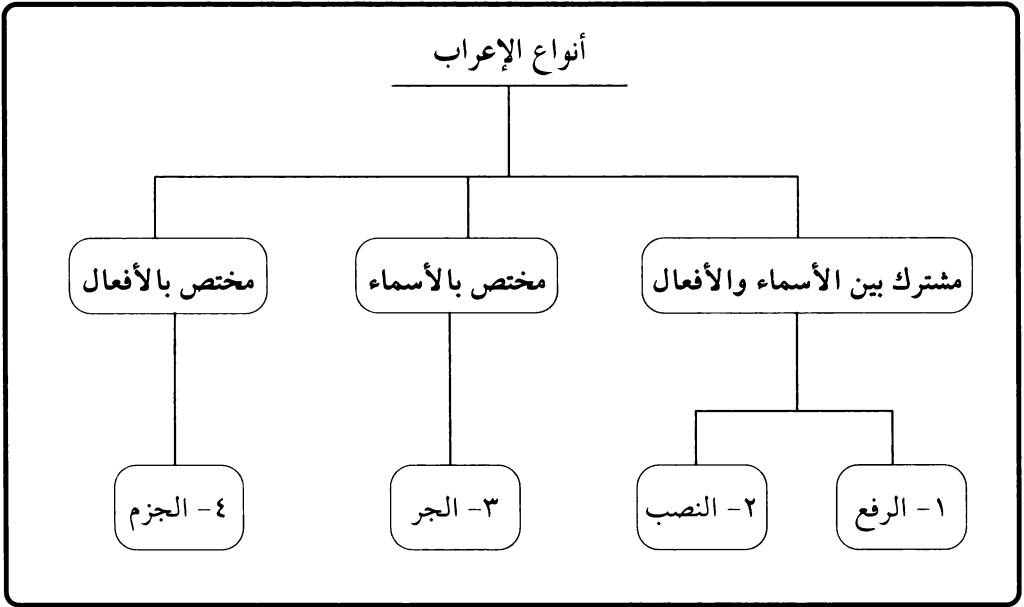 أنواع الإعراب
مشترك بين الأسماء والأفعال
مختص بالأسماء
مختص بالأفعال
١- الرفع
٢- النصب
٣- الجر
٤- الجزم